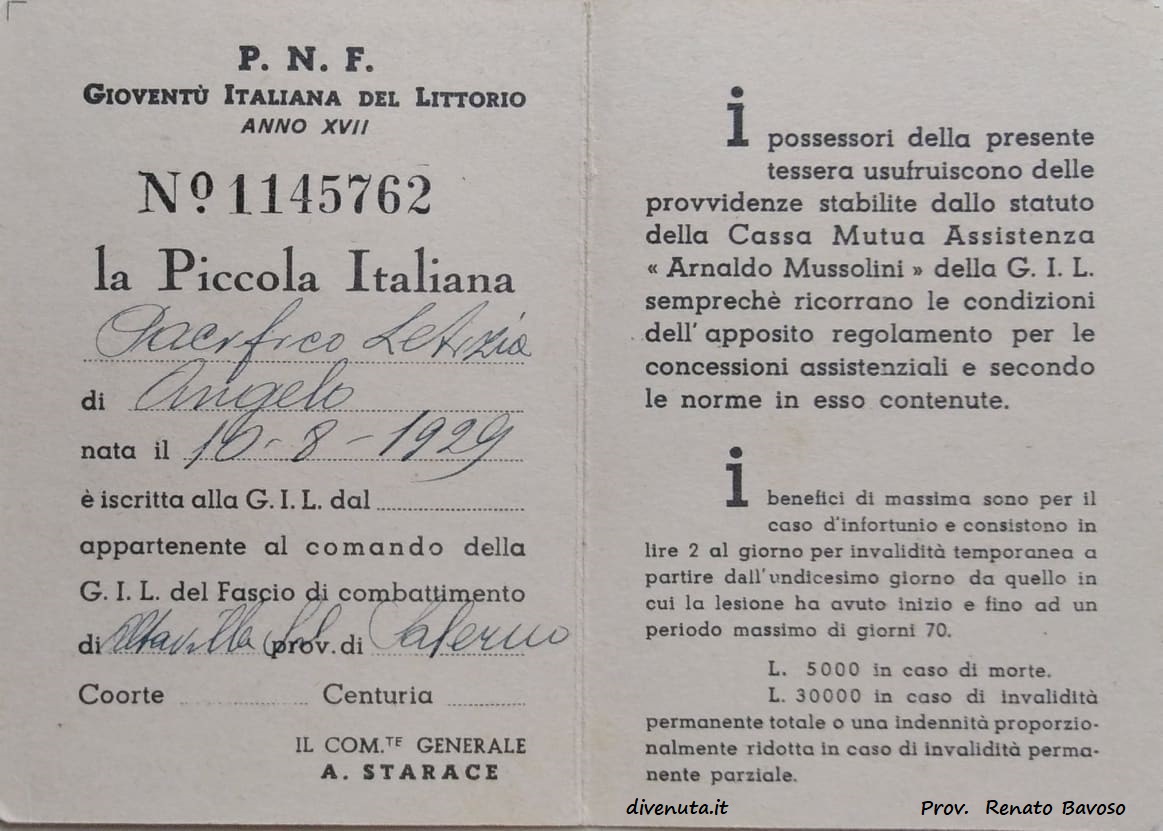 P. N. F.
GIOVENTÙ ITALIANA DEL LITTORIO
ANNO XVII
Nº 1145762
la Piccola Italiana
Pacifico Letizia
di Angelo
nata il 10-8-1929
è iscritta alla G. I. L. dal
appartenente al comando della
G. I. L. del Fascio di combattimento
di Altavilla Sil prov. di Salerno
Coorte Centuria
IL COM.TE GENERALE
A. STARACE
i possessori della presente
tessera usufruiscono delle
provvidenze stabilite dallo statuto
della Cassa Mutua Assistenza
« Arnaldo Mussolini » della G. I. L.
semprechè ricorrano le condizioni
dell' apposito regolamento per le
concessioni assistenziali e secondo
le norme in esso contenute.
i benefici di massima sono per il
caso d'infortunio e consistono in
lire 2 al giorno per invalidità temporanea a
partire dall'undicesimo giorno da quello in
cui la lesione ha avuto inizio e fino ad un
periodo massimo di giorni 70.
L. 5000 in caso di morte.
L. 30000 in caso di invalidità
permanente totale o una indennità proporzio-
nalmente ridotta in caso di invalidità perma-
nente parziale.
divenuta.it
Prov. Renato Bavoso